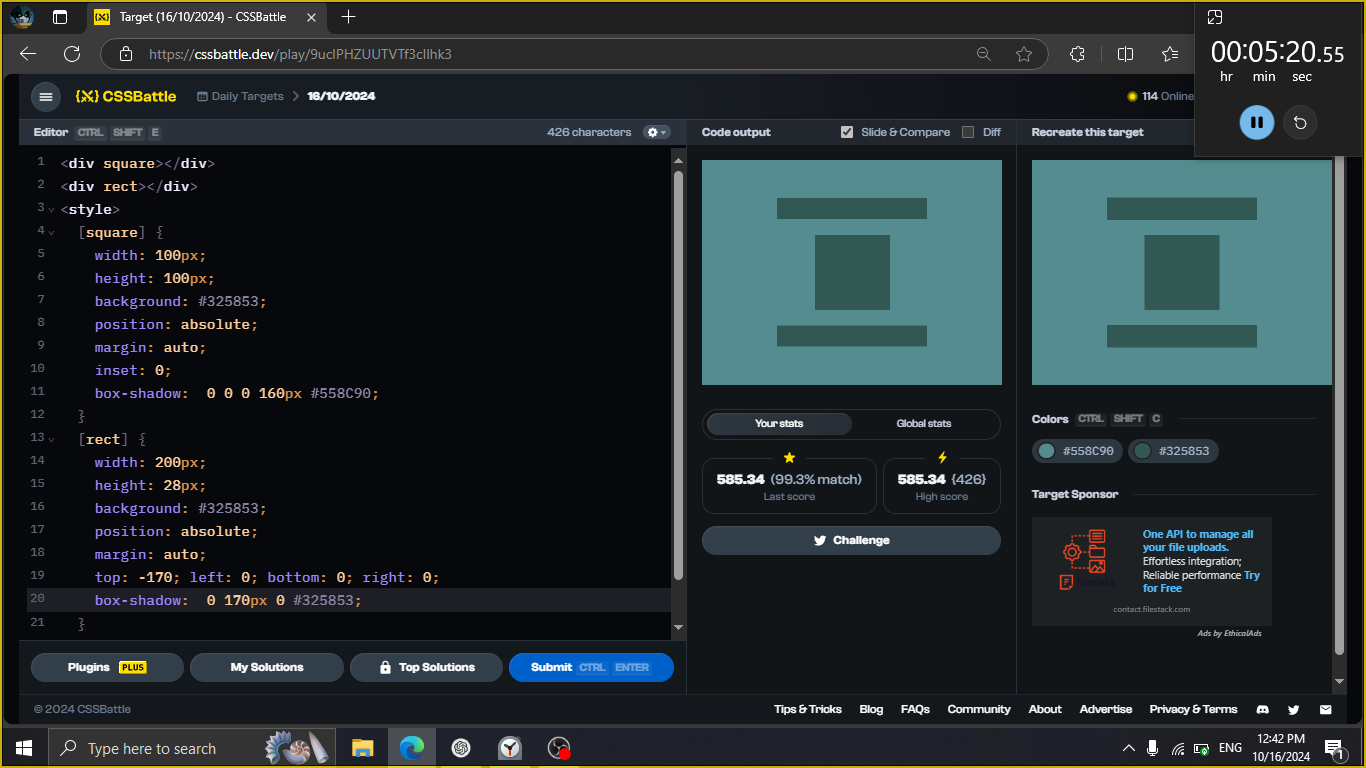 Target (16/10/2024) - CSSBattle
https://cssbattle.dev/play/9uclPHZUUTVTf3cllhk3
00:05:20.55
hr min sec
{X} CSSBattle
Daily Targets
16/10/2024
114 Online
Editor CTRL SHIFT E
426 characters
Code output
Slide & Compare
Diff
Recreate this target
1 <div square></div>
2 <div rect></div>
3 <style>
4 [square] {
5 width: 100px;
6 height: 100px;
7 background: #325853;
8 position: absolute;
9 margin: auto;
10 inset: 0;
11 box-shadow:  0 0 0 160px #558C90;
12 }
13 [rect] {
14 width: 200px;
15 height: 28px;
16 background: #325853;
17 position: absolute;
18 margin: auto;
19 top: -170; left: 0; bottom: 0; right: 0;
20 box-shadow:  0 170px 0 #325853;
21 }
Your stats
Global stats
585.34 (99.3% match)
Last score
585.34 {426}
High score
Challenge
Colors CTRL SHIFT C
#558C90
#325853
Target Sponsor
One API to manage all
your file uploads.
Effortless integration;
Reliable performance Try
for Free
filestack
contact.filestack.com
Ads by EthicalAds
Plugins PLUS
My Solutions
Top Solutions
Submit CTRL ENTER
© 2024 CSSBattle
Tips & Tricks
Blog
FAQs
Community
About
Advertise
Privacy & Terms
Type here to search
ENG
12:42 PM
10/16/2024
1